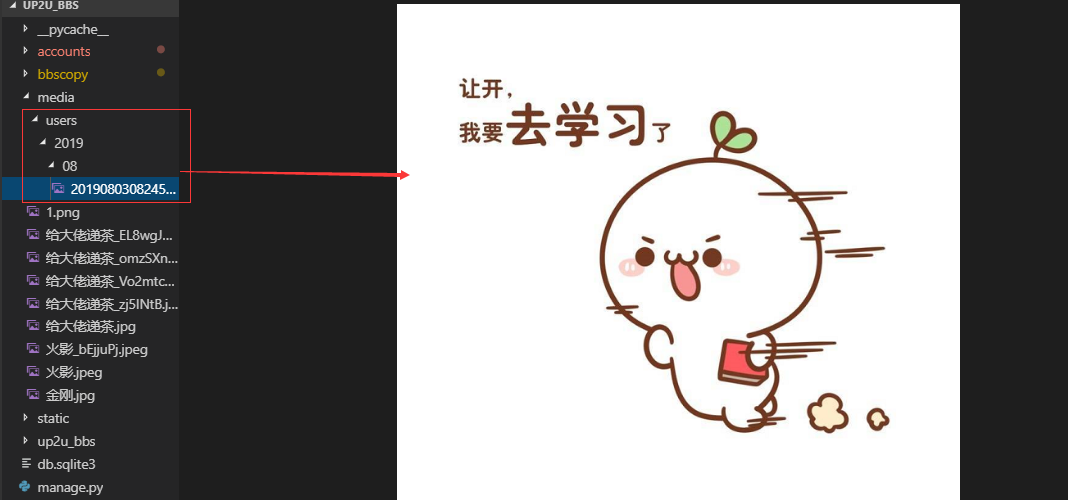 UP2U_BBS
__pycache__
accounts
bbscopy
media
users
2019
08
2019080308245...
1.png
给大佬递茶_EL8wgJ...
给大佬递茶_omzSXn...
给大佬递茶_Vo2mtc...
给大佬递茶_zj5INtB.j...
给大佬递茶.jpg
火影_bEjjuPj.jpeg
火影.jpeg
金刚.jpg
static
up2u_bbs
db.sqlite3
manage.py
让开，
我要去学习了